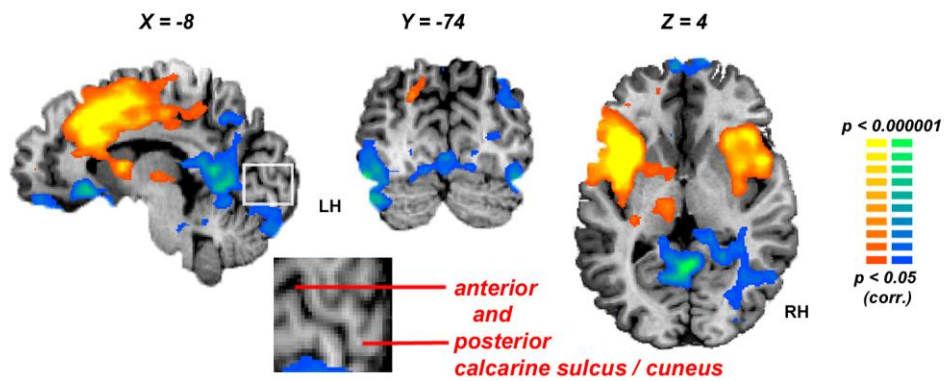 X = -8
Y = -74
Z = 4
LH
RH
p < 0.000001
p < 0.05
(corr.)
anterior
and
posterior
calcarine sulcus / cuneus